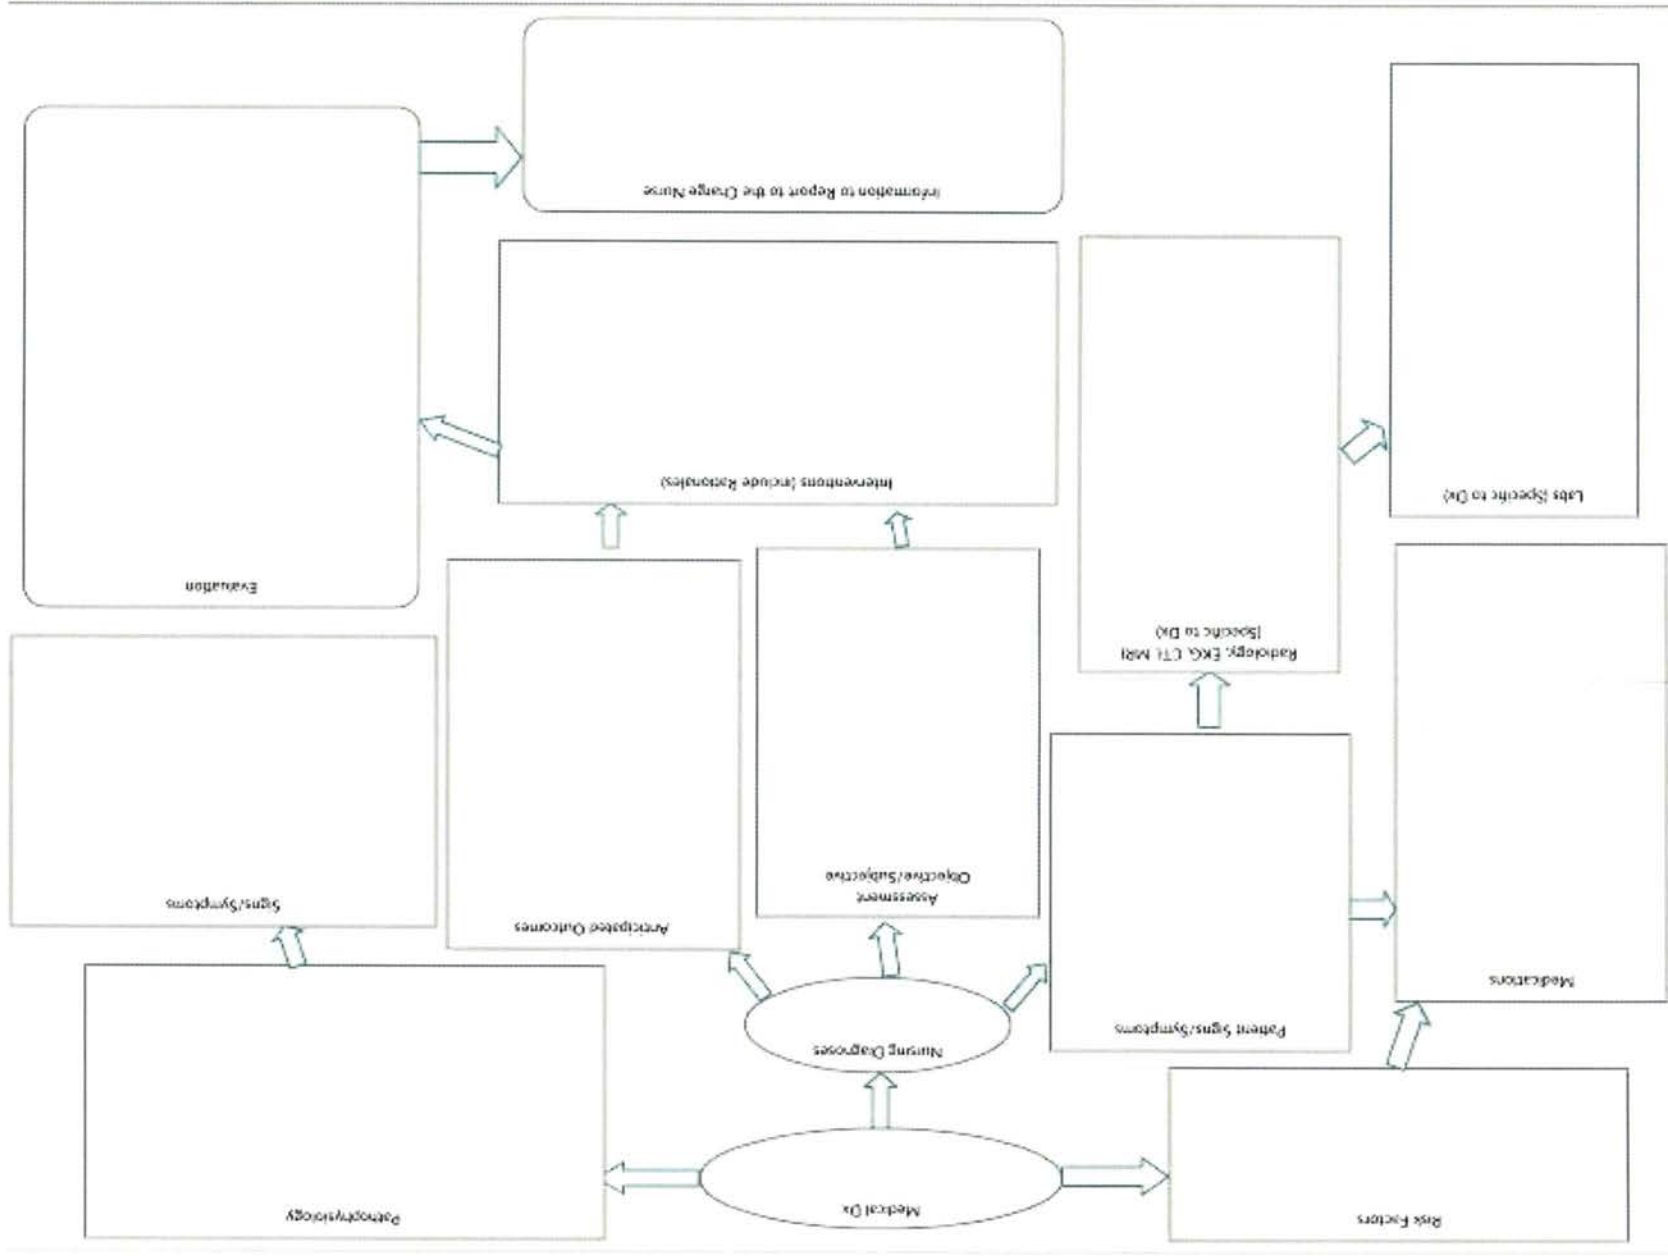 Risk Factors
Medical Dx
Pathophysiology
Nursing Diagnoses
Patient Signs/Symptoms
Medications
Assessment
Objective/Subjective
Anticipated Outcomes
Signs/Symptoms
Radiology, EKG, CTI, MRI
(Specific to Dx)
Labs (Specific to Dx)
Interventions (Include Rationales)
Evaluation
Information to Report to the Charge Nurse